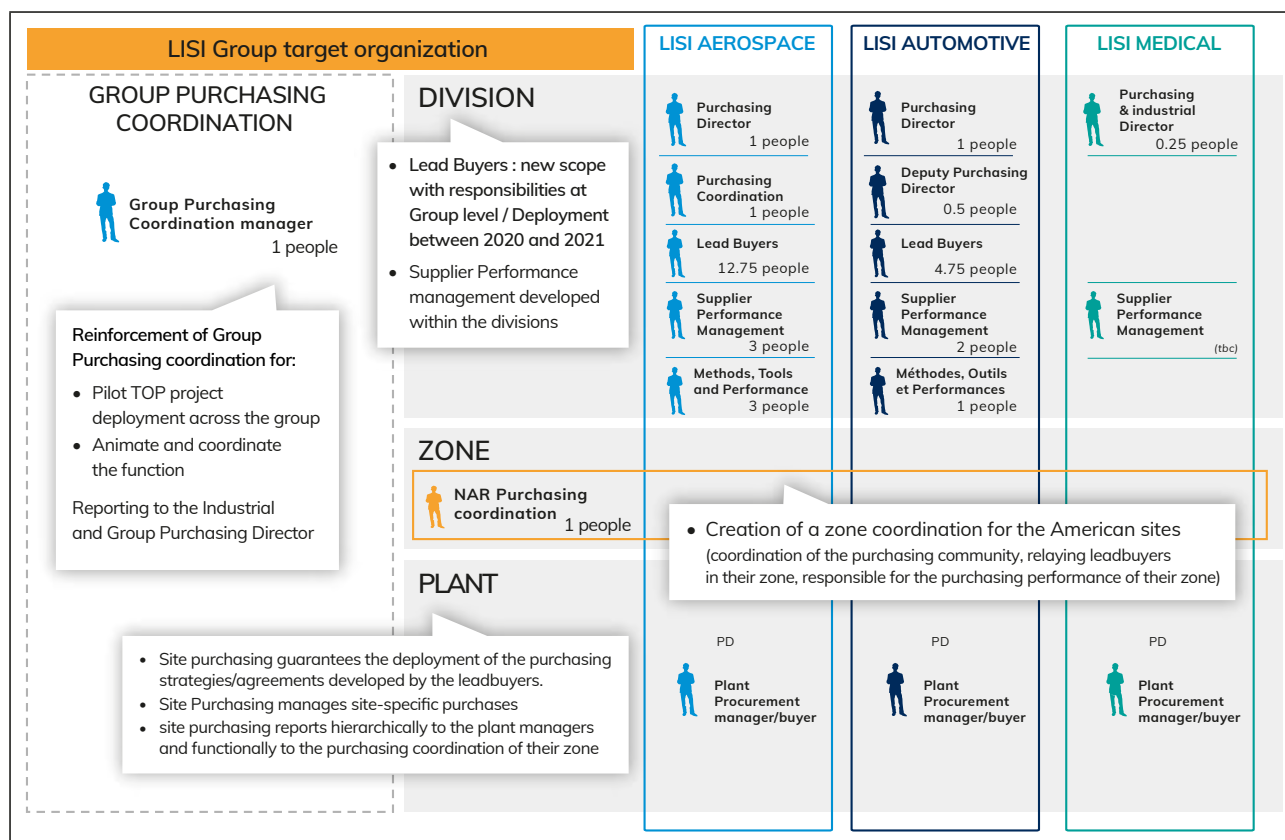 LISI Group target organization
LISI AEROSPACE
LISI AUTOMOTIVE
LISI MEDICAL
GROUP PURCHASING
COORDINATION
Group Purchasing
Coordination manager
1 people
Reinforcement of Group
Purchasing coordination for:
• Pilot TOP project
deployment across the group
• Animate and coordinate
the function
Reporting to the Industrial
and Group Purchasing Director
DIVISION
• Lead Buyers : new scope
with responsibilities at
Group level / Deployment
between 2020 and 2021
• Supplier Performance
management developed
within the divisions
Purchasing
Director
1 people
Purchasing
Coordination
1 people
Lead Buyers
12.75 people
Supplier
Performance
Management
3 people
Methods, Tools
and Performance
3 people
Purchasing
Director
1 people
Deputy Purchasing
Director
0.5 people
Lead Buyers
4.75 people
Supplier
Performance
Management
2 people
Méthodes, Outils
et Performances
1 people
Purchasing
& industrial
Director
0.25 people
Supplier
Performance
Management
(tbc)
ZONE
NAR Purchasing
coordination
1 people
• Creation of a zone coordination for the American sites
(coordination of the purchasing community, relaying leadbuyers
in their zone, responsible for the purchasing performance of their zone)
PLANT
• Site purchasing guarantees the deployment of the purchasing
strategies/agreements developed by the leadbuyers.
• Site Purchasing manages site-specific purchases
• site purchasing reports hierarchically to the plant managers
and functionally to the purchasing coordination of their zone
PD
Plant
Procurement
manager/buyer
PD
Plant
Procurement
manager/buyer
PD
Plant
Procurement
manager/buyer